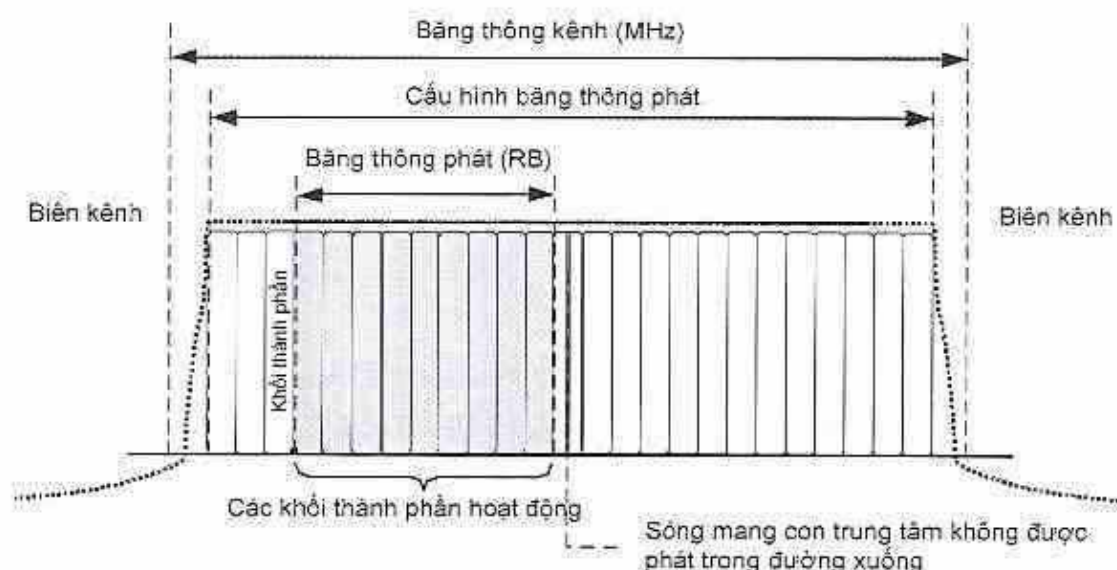 Băng thông kênh (MHz)
Cấu hình băng thông phát
Băng thông phát (RB)
Biên kênh
Biên kênh
Khối thành phần
Các khối thành phần hoạt động
Sóng mang con trung tâm không được
phát trong đường xuống